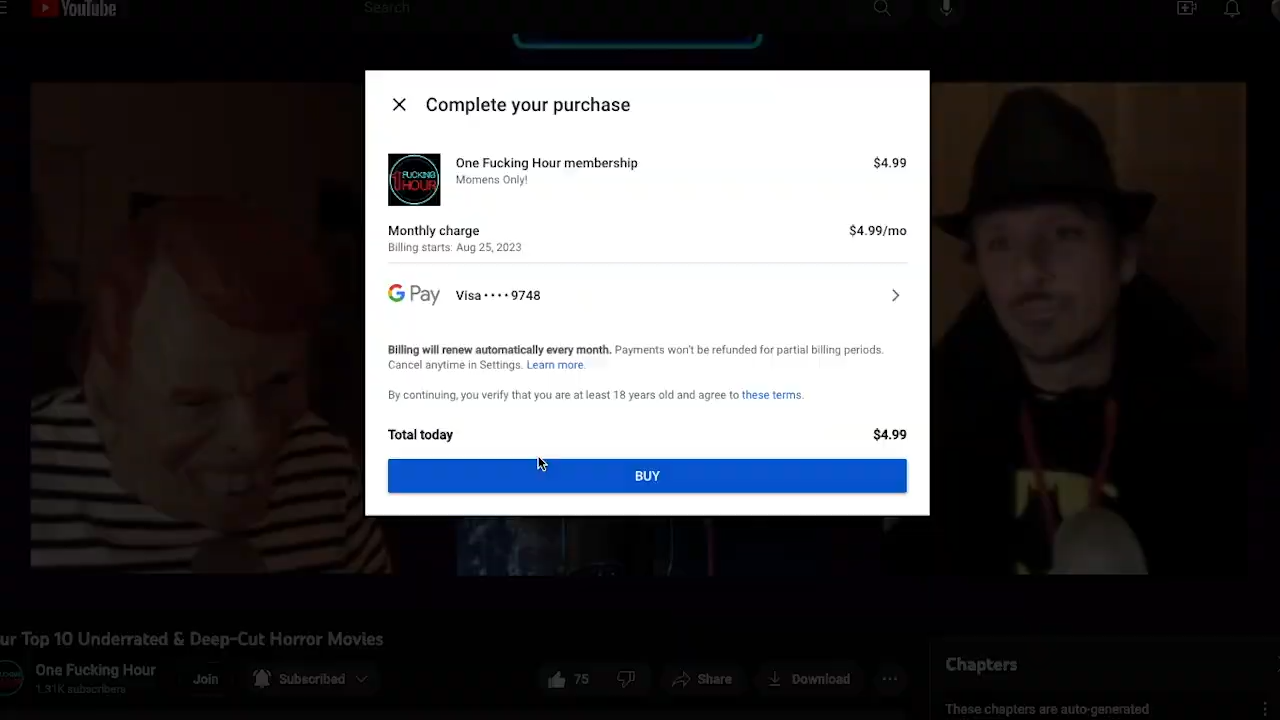 YouTube
Search
Complete your purchase
FUCKING
HOUR
One Fucking Hour membership
$4.99
Momens Only!
Monthly charge
$4.99/mo
Billing starts: Aug 25, 2023
G Pay
Visa •••• 9748
Billing will renew automatically every month. Payments won't be refunded for partial billing periods.
Cancel anytime in Settings. Learn more.
By continuing, you verify that you are at least 18 years old and agree to these terms.
Total today
$4.99
BUY
ur Top 10 Underrated & Deep-Cut Horror Movies
One Fucking Hour
1.91K subscribers
Join
Subscribed
75
Share
Download
Chapters
These chapters are auto-generated